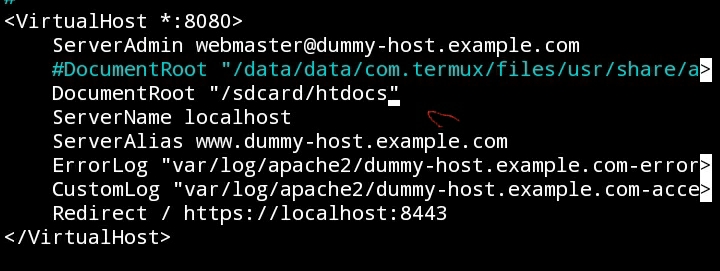 #
<VirtualHost *:8080>
ServerAdmin webmaster@dummy-host.example.com
#DocumentRoot "/data/data/com.termux/files/usr/share/a>
DocumentRoot "/sdcard/htdocs"
ServerName localhost
ServerAlias www.dummy-host.example.com
ErrorLog "var/log/apache2/dummy-host.example.com-error>
CustomLog "var/log/apache2/dummy-host.example.com-acce>
Redirect / https://localhost:8443
</VirtualHost>